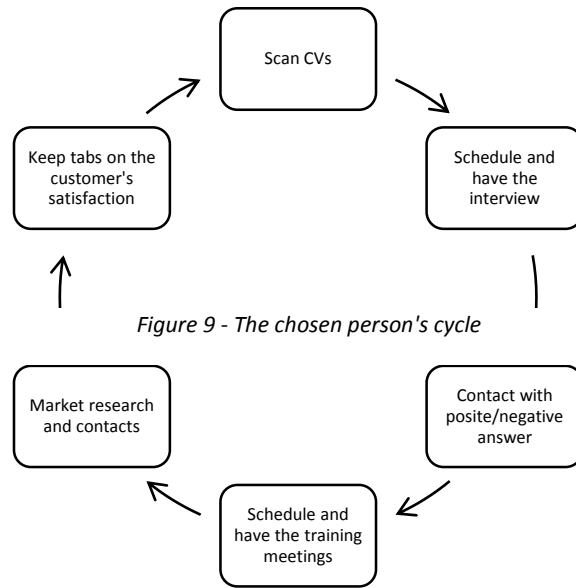 Scan CVs
Schedule and
have the
interview
Contact with
posite/negative
answer
Schedule and
have the training
meetings
Market research
and contacts
Keep tabs on the
customer's
satisfaction
Figure 9 - The chosen person's cycle